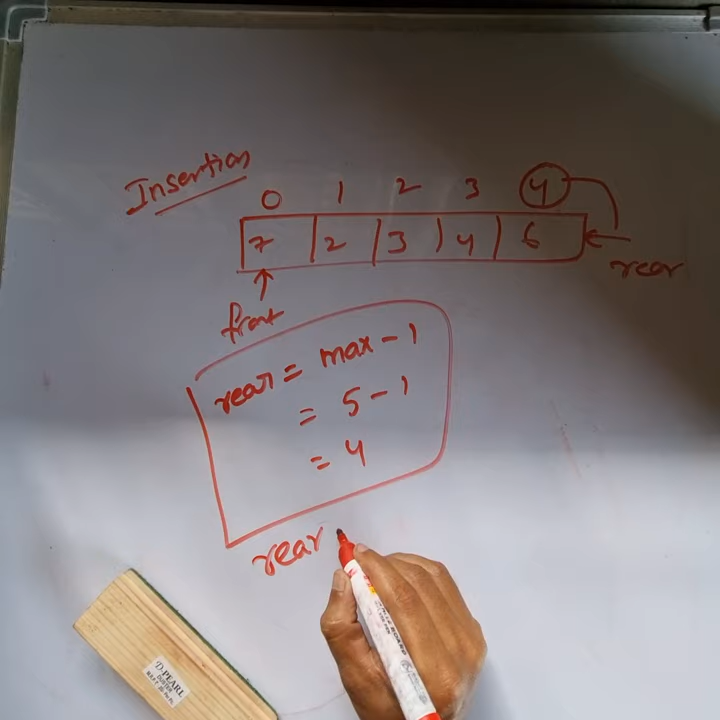 Insertion
0 1 2 3 4
7 2 3 4 6
rear
front
rear = max - 1
= 5 - 1
= 4
rear
D-PEARL
DUSTER